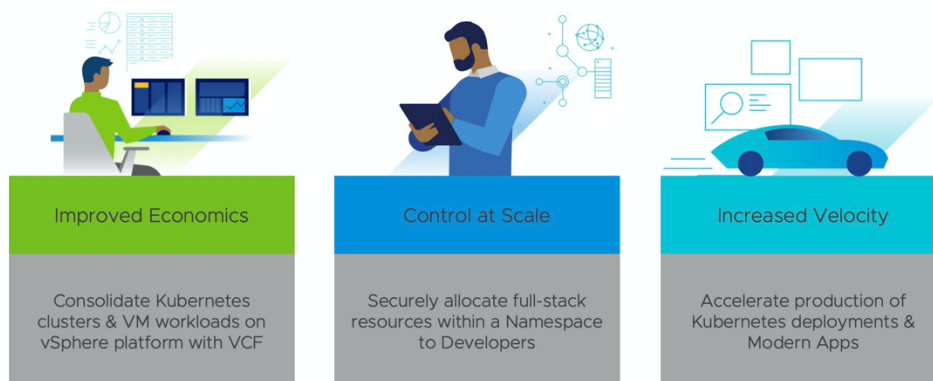 Improved Economics
Consolidate Kubernetes
clusters & VM workloads on
vSphere platform with VCF
Control at Scale
Securely allocate full-stack
resources within a Namespace
to Developers
Increased Velocity
Accelerate production of
Kubernetes deployments &
Modern Apps